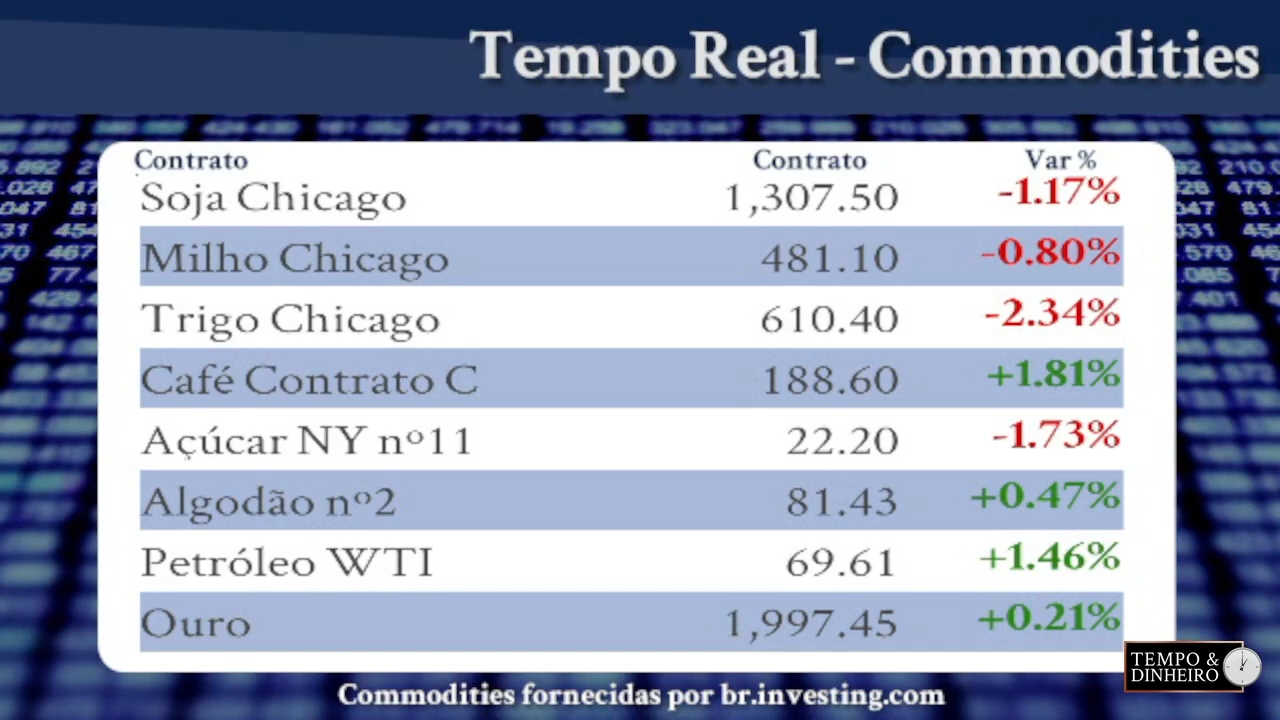 Tempo Real - Commodities
Contrato Contrato Var %
Soja Chicago 1,307.50 -1.17%
Milho Chicago 481.10 -0.80%
Trigo Chicago 610.40 -2.34%
Café Contrato C 188.60 +1.81%
Açúcar NY nº11 22.20 -1.73%
Algodão nº2 81.43 +0.47%
Petróleo WTI 69.61 +1.46%
Ouro 1,997.45 +0.21%
TEMPO &
DINHEIRO
Commodities fornecidas por br.investing.com